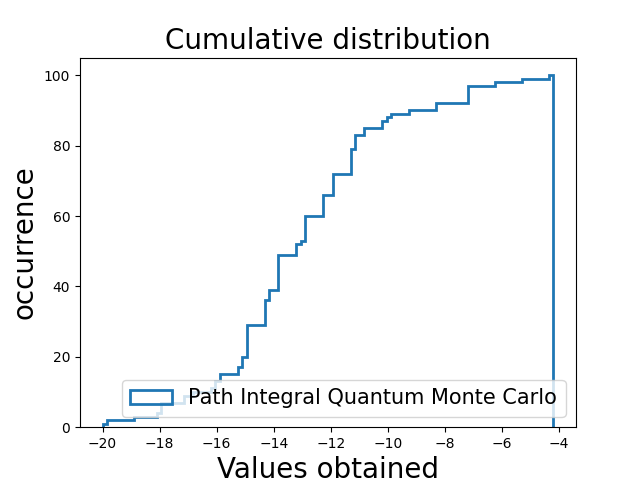 Cumulative distribution
occurrence
100
80
60
40
20
0
Path Integral Quantum Monte Carlo
−20 −18 −16 −14 −12 −10 −8 −6 −4
Values obtained